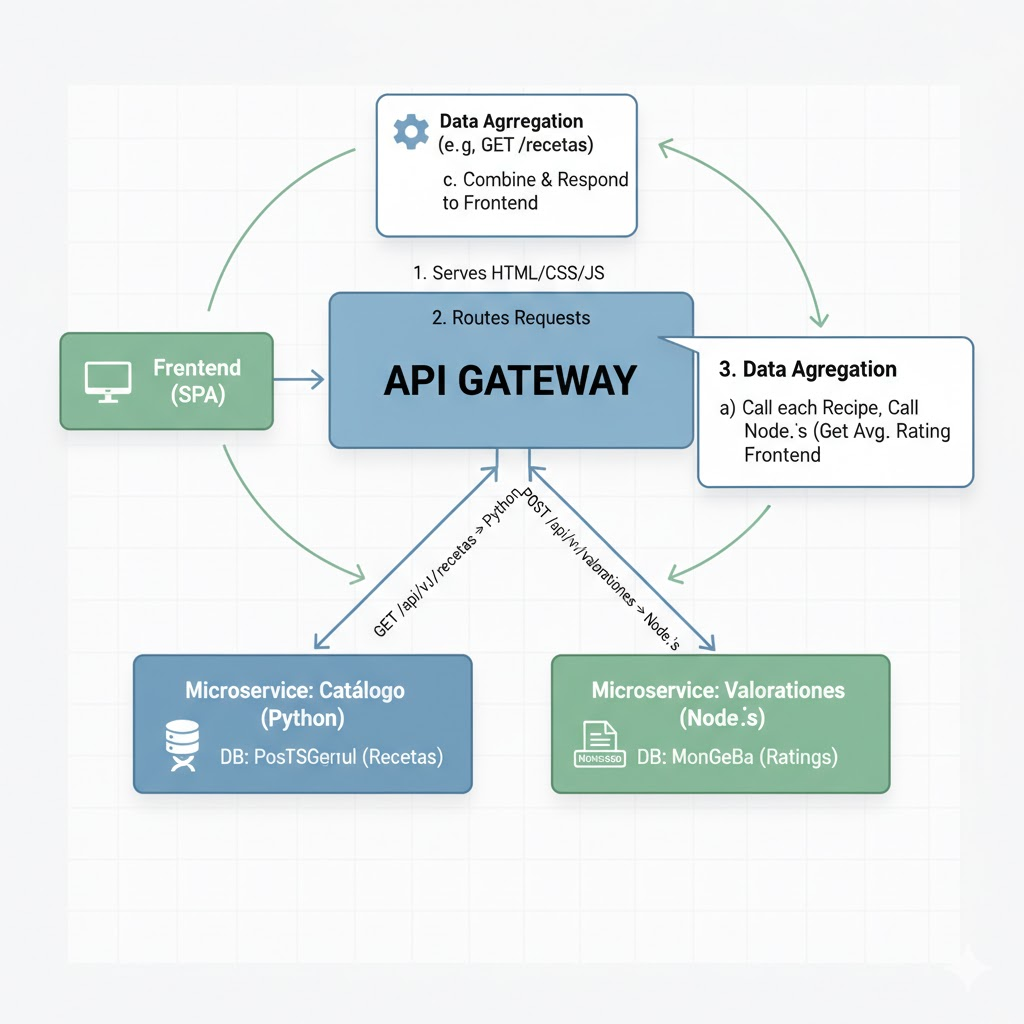 Data Agrregation
(e.g, GET /recetas)
c. Combine & Respond
to Frontend
1. Serves HTML/CSS/JS
2. Routes Requests
API GATEWAY
Frentend
(SPA)
3. Data Agregation
a) Call each Recipe, Call
Node.'s (Get Avg. Rating
Frontend
GET /api/vJ/recetas → Python
POST /api/v/valorationes → Node.'s
Microservice: Catálogo
(Python)
DB: PosTSGerrul (Recetas)
Microservice: Valorationes
(Node.'s)
DB: MonGeBa (Ratings)